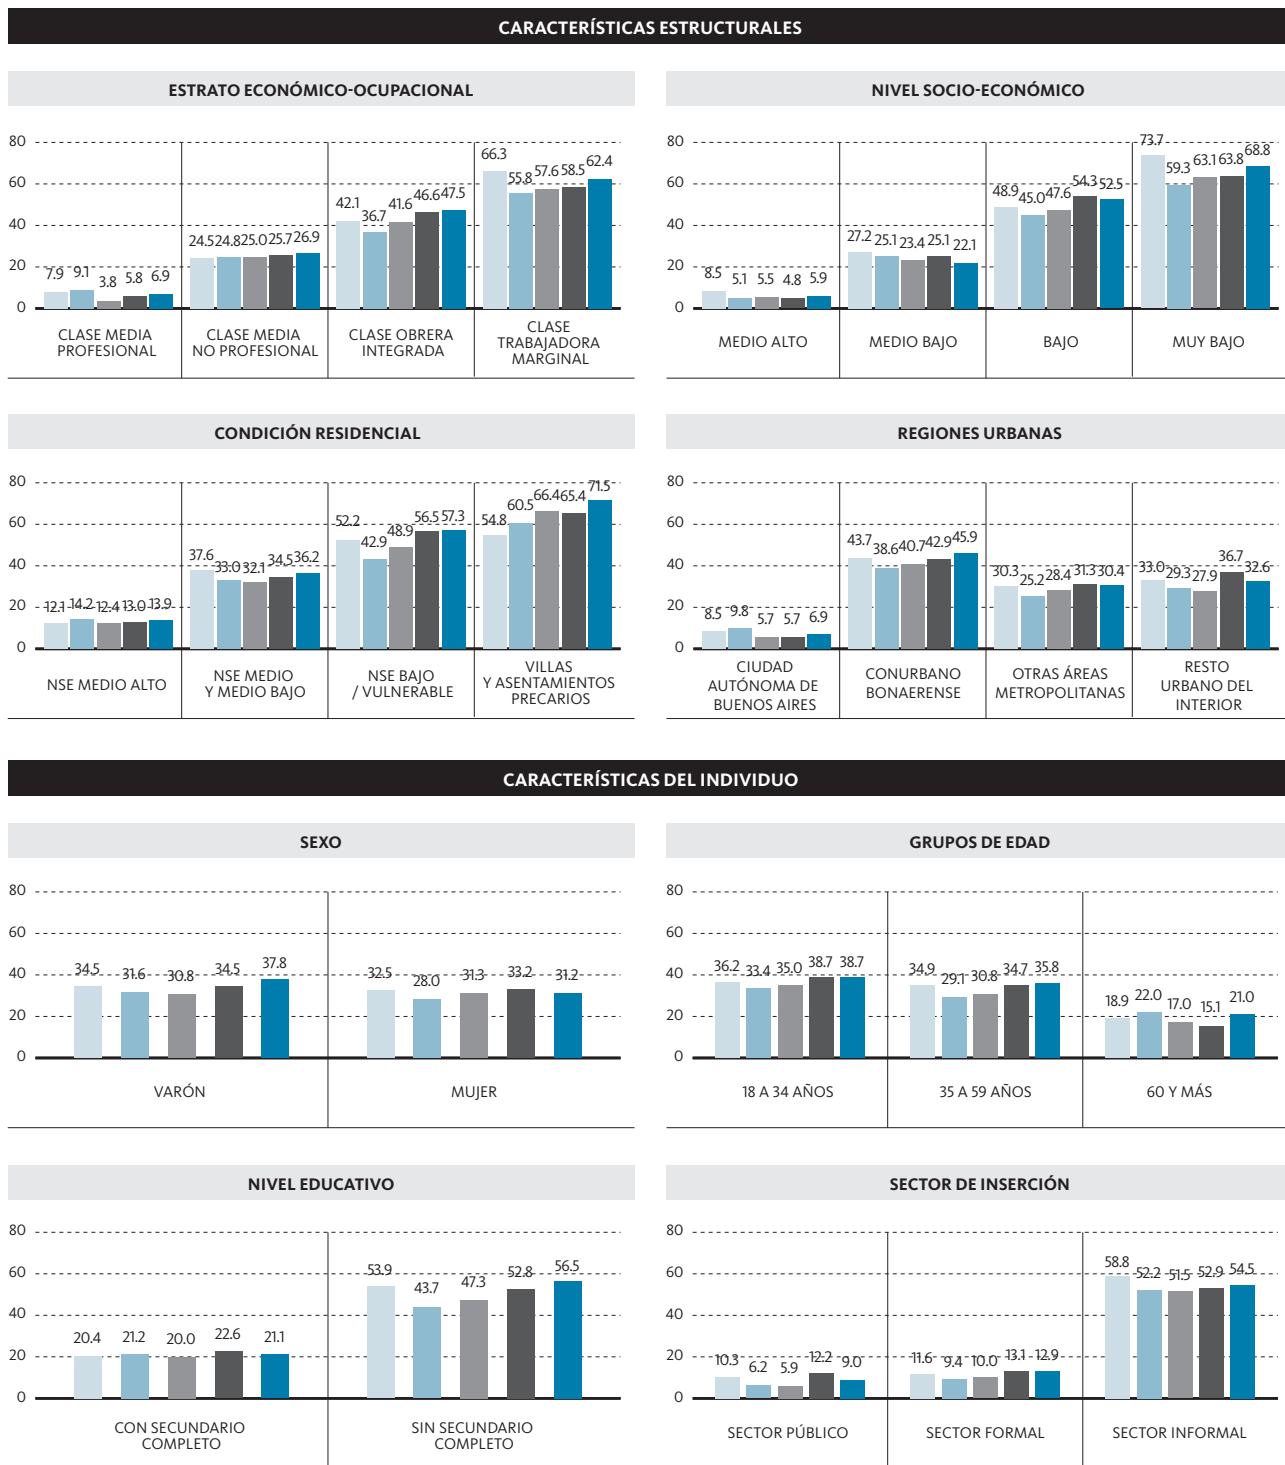 CARACTERÍSTICAS ESTRUCTURALES
ESTRATO ECONÓMICO-OCUPACIONAL
80
60
40
20
0
7.9 9.1 3.8 5.8 6.9
24.5 24.8 25.0 25.7 26.9
42.1 36.7 41.6 46.6 47.5
66.3 55.8 57.6 58.5 62.4
CLASE MEDIA
PROFESIONAL
CLASE MEDIA
NO PROFESIONAL
CLASE OBRERA
INTEGRADA
CLASE
TRABAJADORA
MARGINAL
NIVEL SOCIO-ECONÓMICO
80
60
40
20
0
8.5 5.1 5.5 4.8 5.9
27.2 25.1 23.4 25.1 22.1
48.9 45.0 47.6 54.3 52.5
73.7 59.3 63.1 63.8 68.8
MEDIO ALTO
MEDIO BAJO
BAJO
MUY BAJO
CONDICIÓN RESIDENCIAL
80
60
40
20
0
12.1 14.2 12.4 13.0 13.9
37.6 33.0 32.1 34.5 36.2
52.2 42.9 48.9 56.5 57.3
54.8 60.5 66.4 65.4 71.5
NSE MEDIO ALTO
NSE MEDIO
Y MEDIO BAJO
NSE BAJO
/ VULNERABLE
VILLAS
Y ASENTAMIENTOS
PRECARIOS
REGIONES URBANAS
80
60
40
20
0
8.5 9.8 5.7 5.7 6.9
43.7 38.6 40.7 42.9 45.9
30.3 25.2 28.4 31.3 30.4
33.0 29.3 27.9 36.7 32.6
CIUDAD
AUTÓNOMA DE
BUENOS AIRES
CONURBANO
BONAERENSE
OTRAS ÁREAS
METROPOLITANAS
RESTO
URBANO DEL
INTERIOR
CARACTERÍSTICAS DEL INDIVIDUO
SEXO
80
60
40
20
0
34.5 31.6 30.8 34.5 37.8
32.5 28.0 31.3 33.2 31.2
VARÓN
MUJER
GRUPOS DE EDAD
80
60
40
20
0
36.2 33.4 35.0 38.7 38.7
34.9 29.1 30.8 34.7 35.8
18.9 22.0 17.0 15.1 21.0
18 A 34 AÑOS
35 A 59 AÑOS
60 Y MÁS
NIVEL EDUCATIVO
80
60
40
20
0
20.4 21.2 20.0 22.6 21.1
53.9 43.7 47.3 52.8 56.5
CON SECUNDARIO
COMPLETO
SIN SECUNDARIO
COMPLETO
SECTOR DE INSERCIÓN
80
60
40
20
0
10.3 6.2 5.9 12.2 9.0
11.6 9.4 10.0 13.1 12.9
58.8 52.2 51.5 52.9 54.5
SECTOR PÚBLICO
SECTOR FORMAL
SECTOR INFORMAL